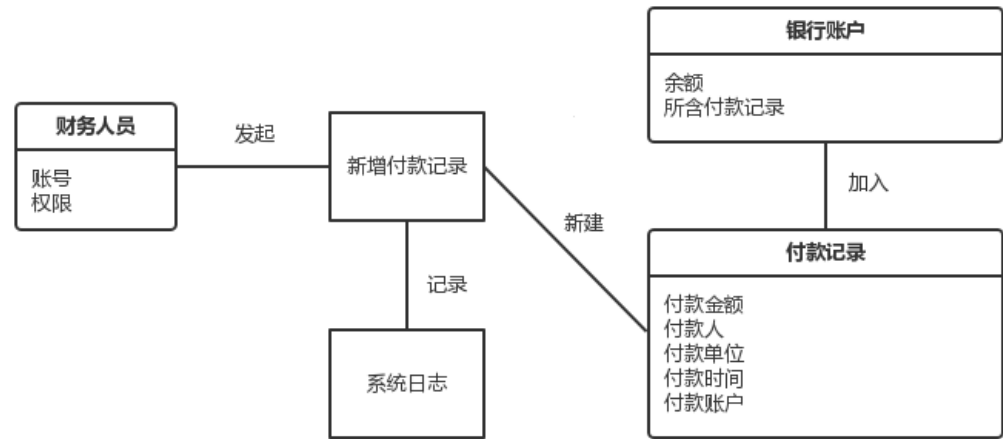 银行账户
余额
所含付款记录
财务人员
账号
权限
发起
新增付款记录
加入
新建
付款记录
付款金额
付款人
付款单位
付款时间
付款账户
记录
系统日志